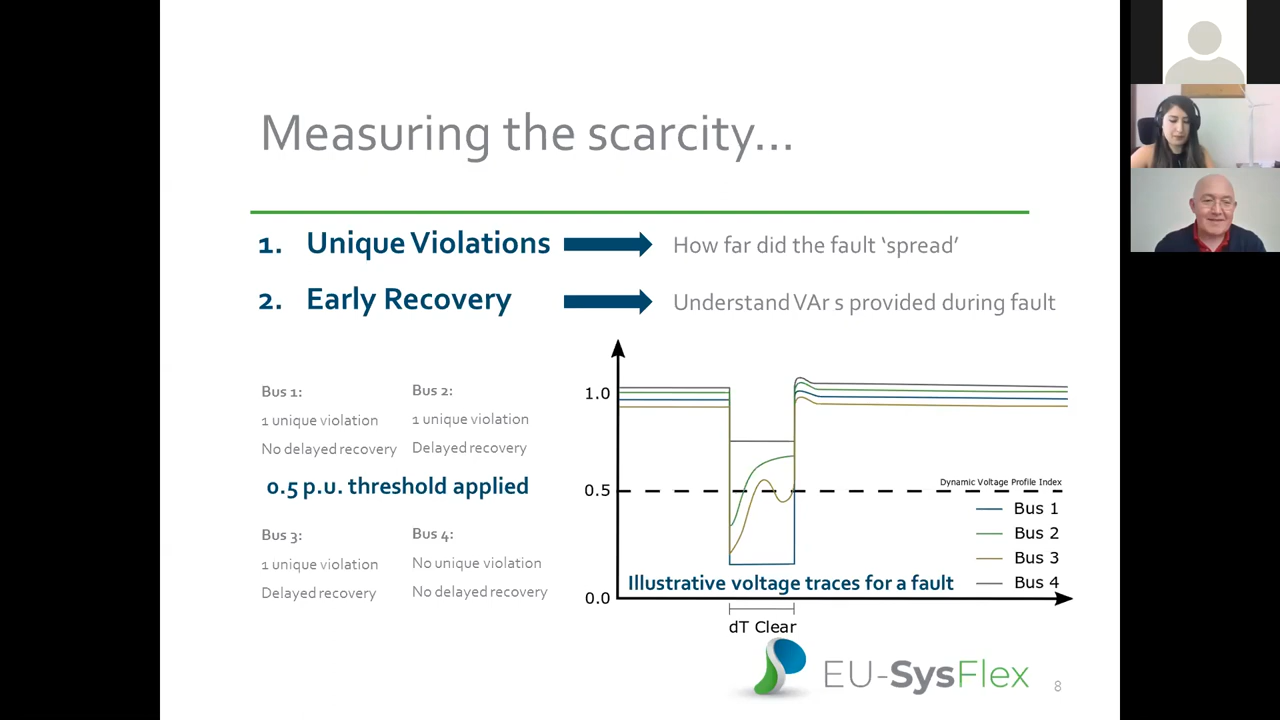 Measuring the scarcity...
1. Unique Violations
How far did the fault ‘spread’
2. Early Recovery
Understand VAr s provided during fault
Bus 1:
1 unique violation
No delayed recovery
Bus 2:
1 unique violation
Delayed recovery
0.5 p.u. threshold applied
Bus 3:
1 unique violation
Delayed recovery
Bus 4:
No unique violation
No delayed recovery
1.0
0.5
0.0
Dynamic Voltage Profile Index
Bus 1
Bus 2
Bus 3
Bus 4
Illustrative voltage traces for a fault
dT Clear
EU-SysFlex
8